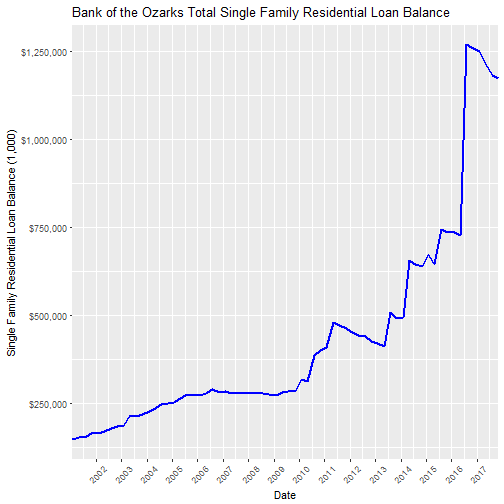 Bank of the Ozarks Total Single Family Residential Loan Balance
Single Family Residential Loan Balance (1,000)
$1,250,000
$1,000,000
$750,000
$500,000
$250,000
2002 2003 2004 2005 2006 2007 2008 2009 2010 2011 2012 2013 2014 2015 2016 2017
Date